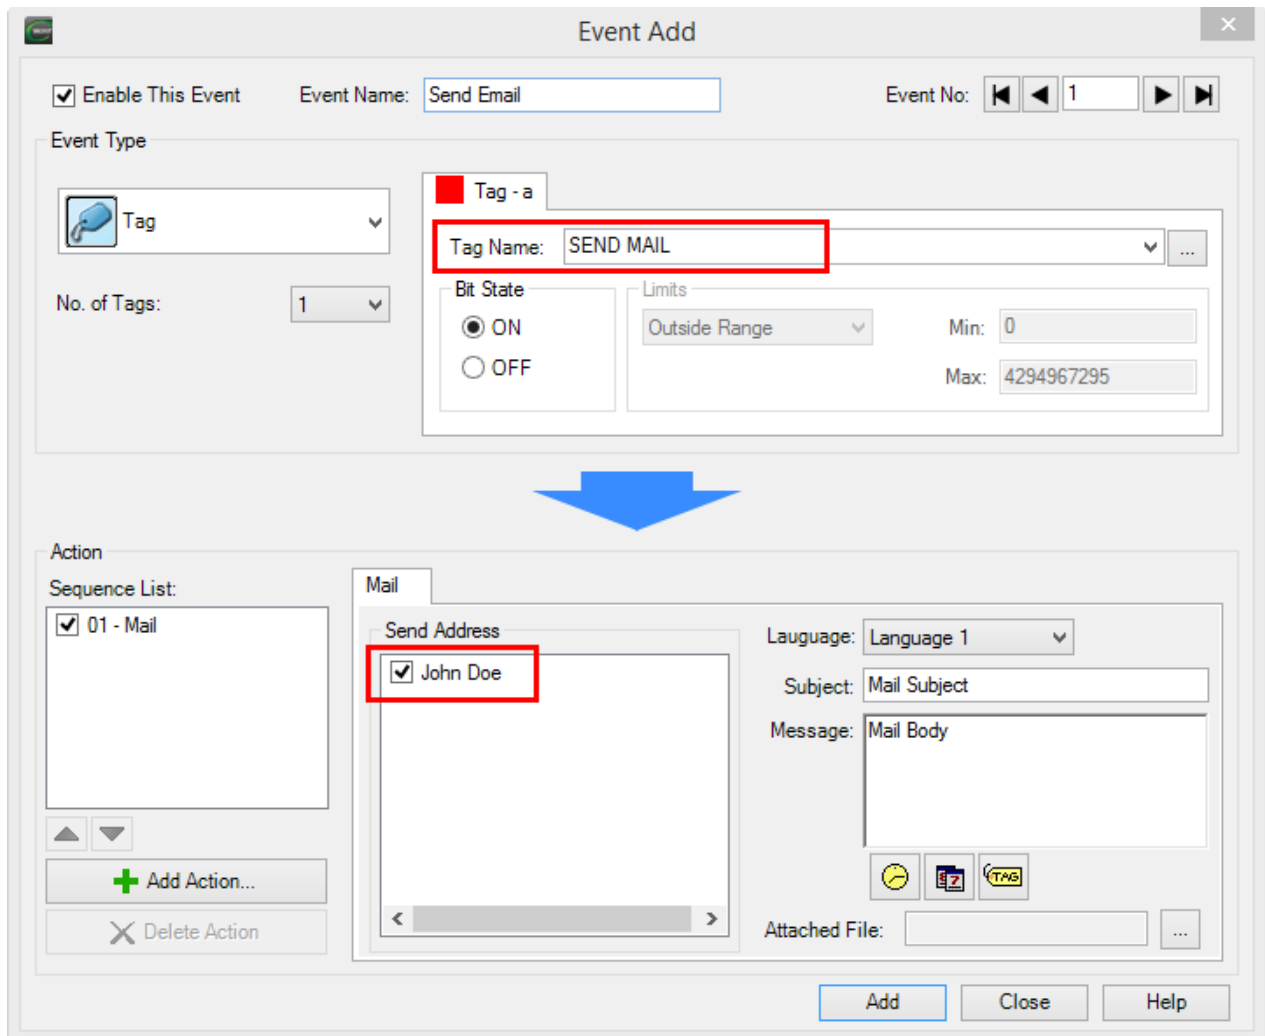 Event Add
Enable This Event
Event Name: Send Email
Event No: 1
Event Type
Tag
No. of Tags: 1
Tag - a
Tag Name: SEND MAIL
...
Bit State
ON
OFF
Limits
Outside Range
Min: 0
Max: 4294967295
Action
Sequence List:
01 - Mail
Add Action...
Delete Action
Mail
Send Address
John Doe
Lauguage: Language 1
Subject: Mail Subject
Message: Mail Body
TAG
Attached File:
...
Add
Close
Help